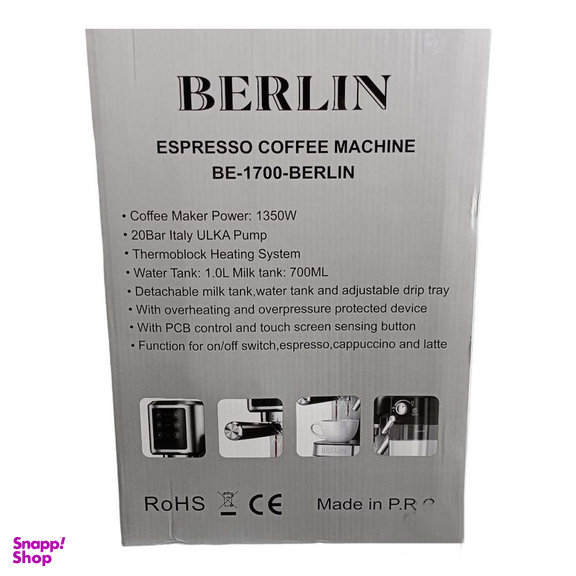 BERLIN
ESPRESSO COFFEE MACHINE
BE-1700-BERLIN
• Coffee Maker Power: 1350W
• 20Bar Italy ULKA Pump
• Thermoblock Heating System
• Water Tank: 1.0L Milk tank: 700ML
• Detachable milk tank,water tank and adjustable drip tray
• With overheating and overpressure protected device
• With PCB control and touch screen sensing button
• Function for on/off switch,espresso,cappuccino and latte
BERLIN
RoHS CE Made in P.R
Snapp!
Shop